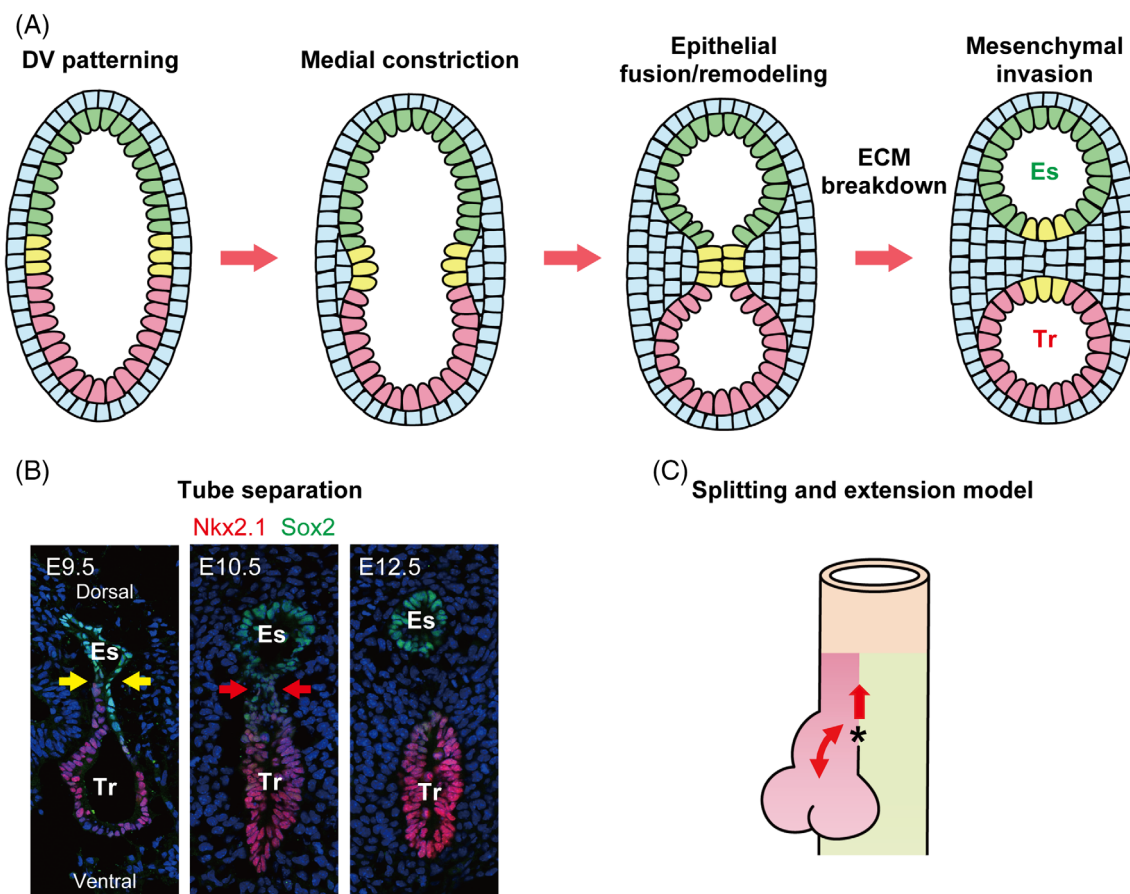 (A)
DV patterning
Medial constriction
Epithelial
fusion/remodeling
Mesenchymal
invasion
ECM
breakdown
Es
Tr
(B)
Tube separation
Nkx2.1 Sox2
E9.5
Dorsal
Es
Tr
Ventral
E10.5
Es
Tr
E12.5
Es
Tr
(C)
Splitting and extension model
*